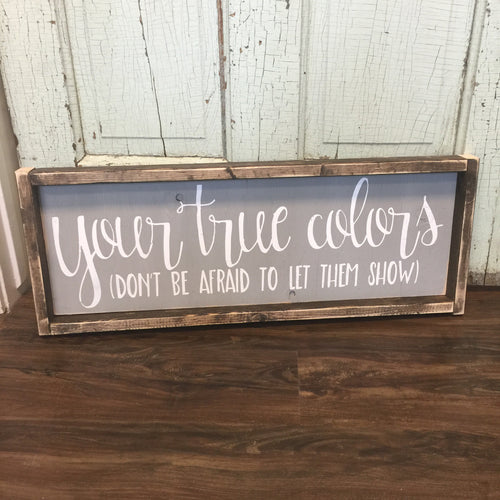 your true colors
(DON'T BE AFRAID TO LET THEM SHOW)